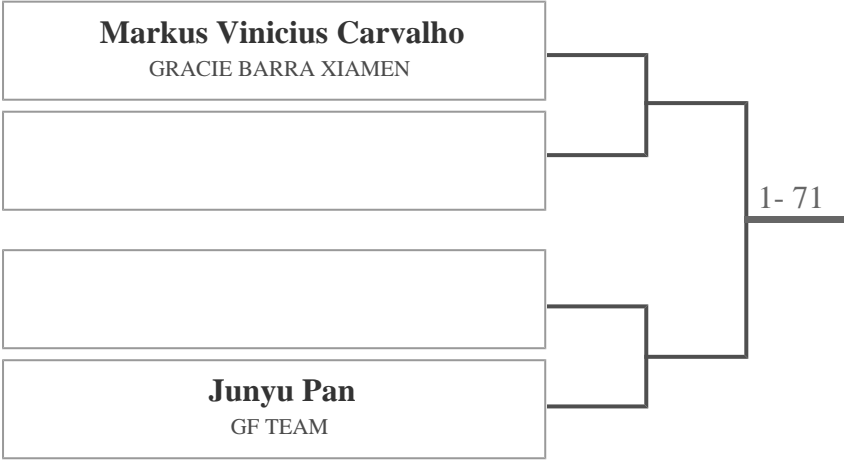 Markus Vinicius Carvalho
GRACIE BARRA XIAMEN
1- 71
Junyu Pan
GF TEAM